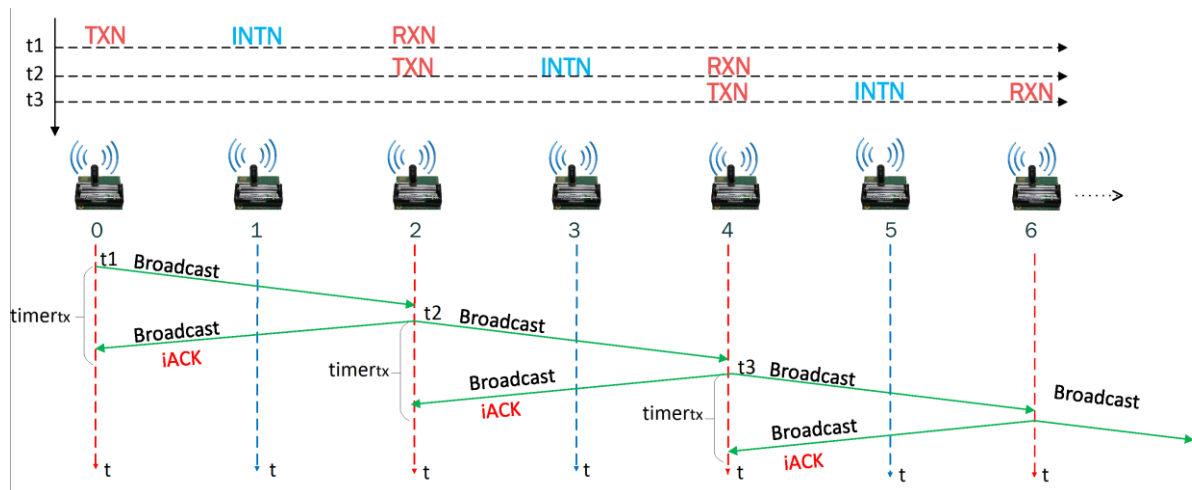 t1 TXN INTN RXN
t2 TXN INTN RXN
t3 TXN INTN RXN
0 1 2 3 4 5 6
t1 Broadcast
timertx
Broadcast
iACK
t2 Broadcast
timertx
Broadcast
iACK
t3 Broadcast
timertx
Broadcast
iACK
Broadcast
t t t t t t t